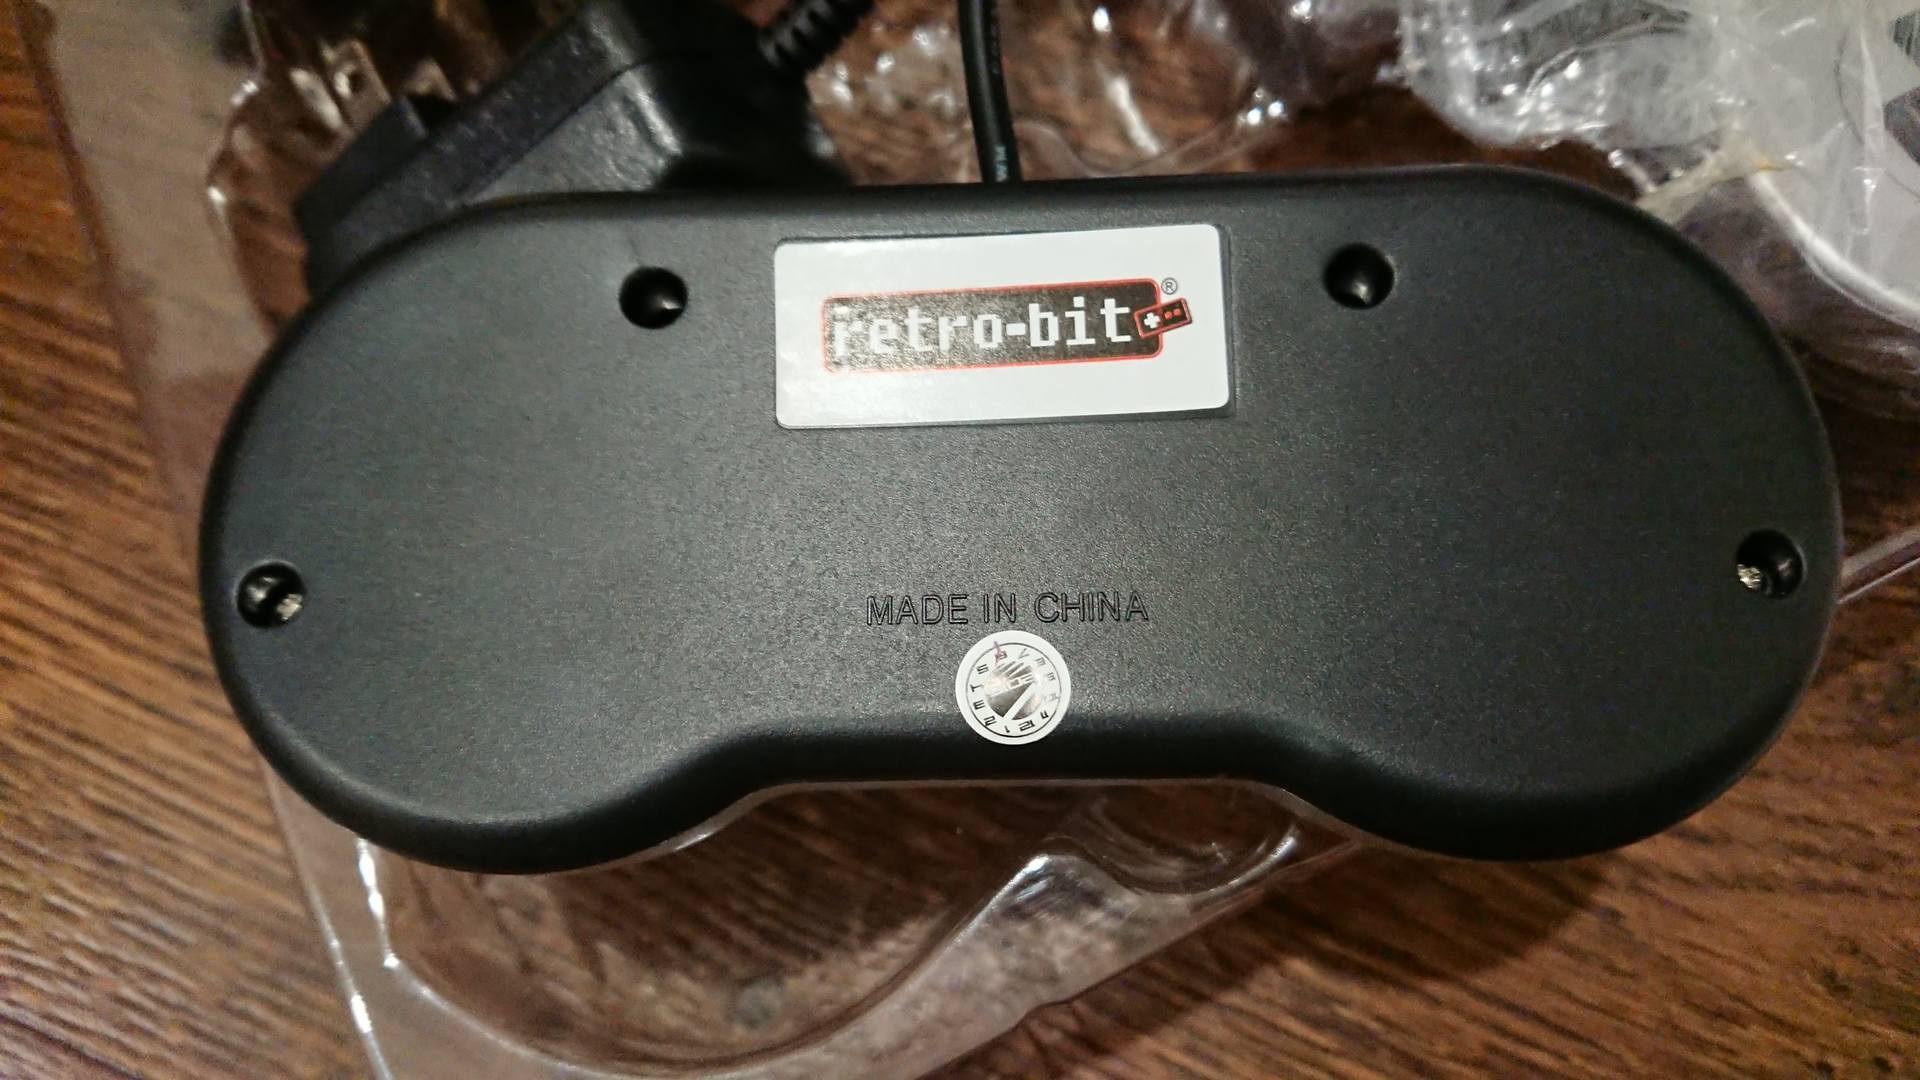 retro-bit®
MADE IN CHINA